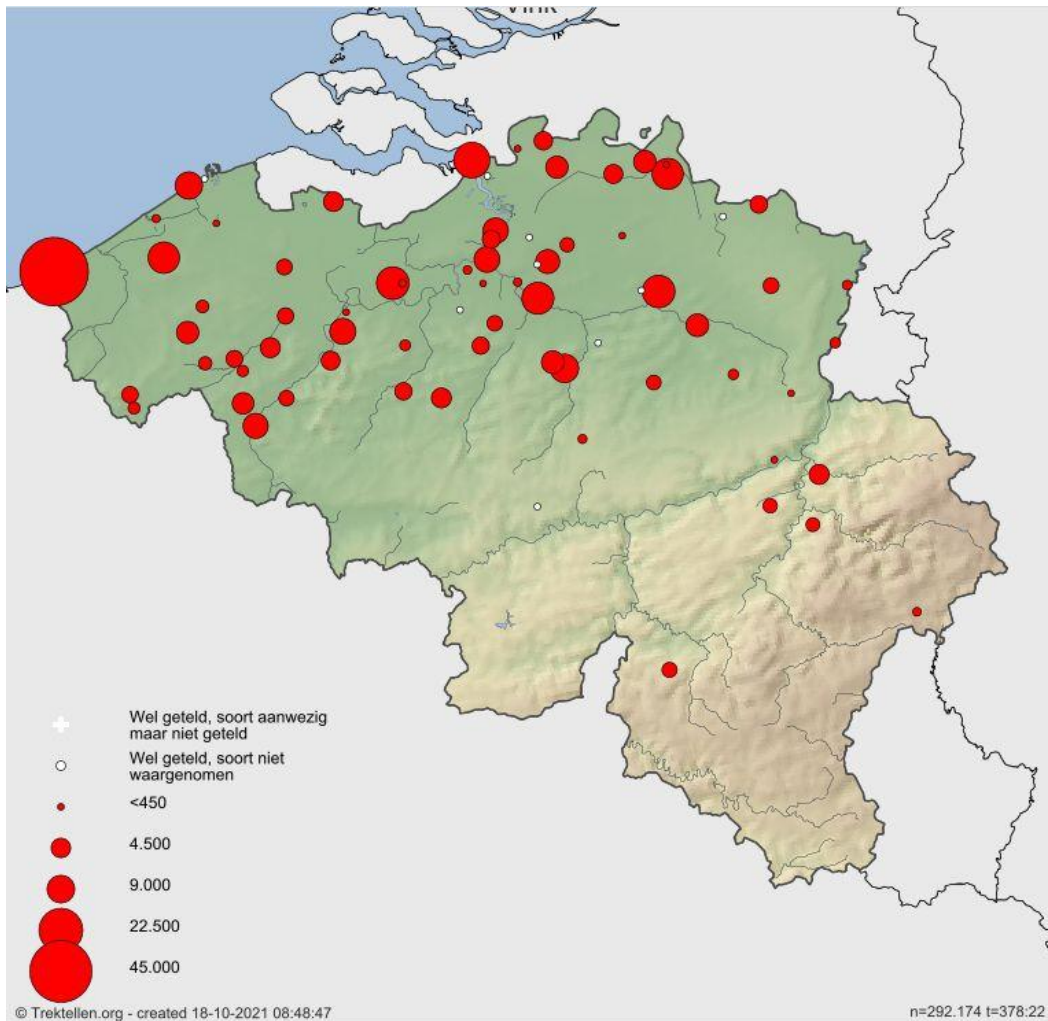 Vink
Wel geteld, soort aanwezig
maar niet geteld
Wel geteld, soort niet
waargenomen
<450
4.500
9.000
22.500
45.000
© Trektellen.org - created 18-10-2021 08:48:47
n=292.174 t=378:22